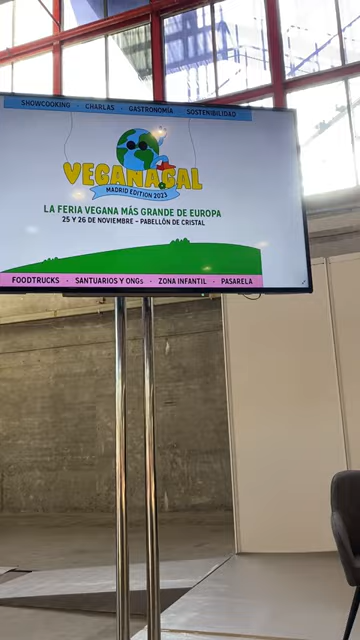 SHOWCOOKING · CHARLAS · GASTRONOMÍA · SOSTENIBILIDAD
VEGANAGAL
MADRID EDITION 2023
LA FERIA VEGANA MÁS GRANDE DE EUROPA
25 Y 26 DE NOVIEMBRE – PABELLÓN DE CRISTAL
FOODTRUCKS · SANTUARIOS Y ONGs · ZONA INFANTIL · PASARELA